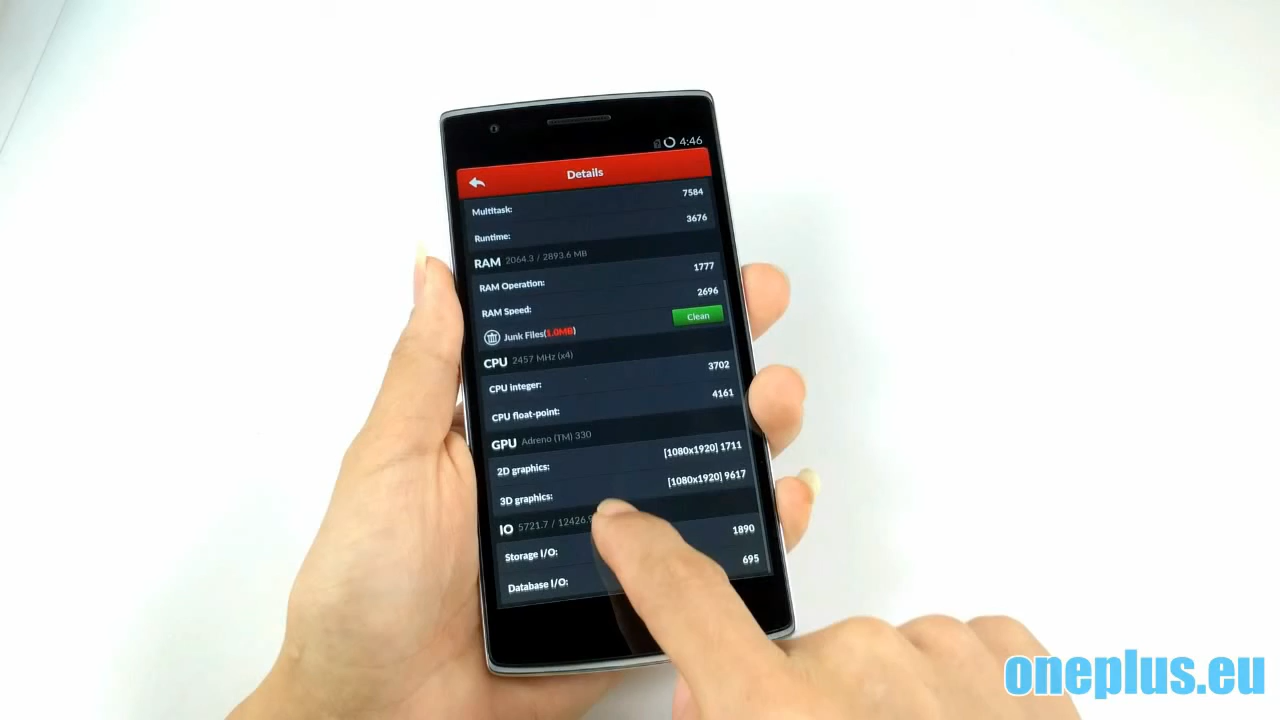 4:46
Details
Multitask: 7584
Runtime: 3676
RAM 2064.3 / 2893.6 MB
RAM Operation: 1777
RAM Speed: 2696
Junk Files(1.0MB) Clean
CPU 2457 MHz (x4)
CPU integer: 3702
CPU float-point: 4161
GPU Adreno (TM) 330
2D graphics: [1080x1920] 1711
3D graphics: [1080x1920] 9617
IO 5721.7 /
Storage I/O: 1890
Database I/O: 695
oneplus.eu